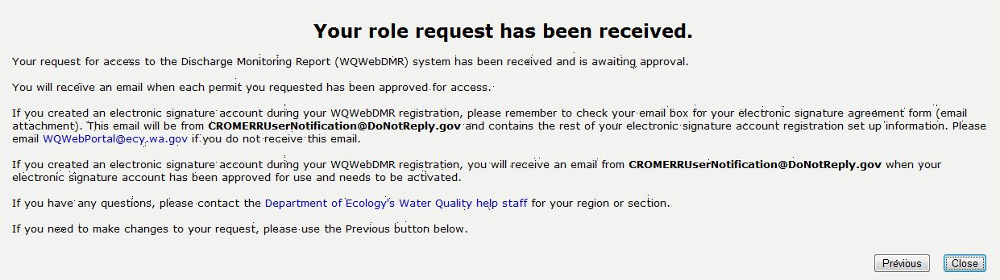 Your role request has been received.
Your request for access to the Discharge Monitoring Report (WQWebDMR) system has been received and is awaiting approval.
You will receive an email when each permit you requested has been approved for access.
If you created an electronic signature account during your WQWebDMR registration, please remember to check your email box for your electronic signature agreement form (email
attachment). This email will be from CROMERRUserNotification@DoNotReply.gov and contains the rest of your electronic signature account registration set up information. Please
email WQWebPortal@ecy.wa.gov if you do not receive this email.
If you created an electronic signature account during your WQWebDMR registration, you will receive an email from CROMERRUserNotification@DoNotReply.gov when your
electronic signature account has been approved for use and needs to be activated.
If you have any questions, please contact the Department of Ecology's Water Quality help staff for your region or section.
If you need to make changes to your request, please use the Previous button below.
Previous Close